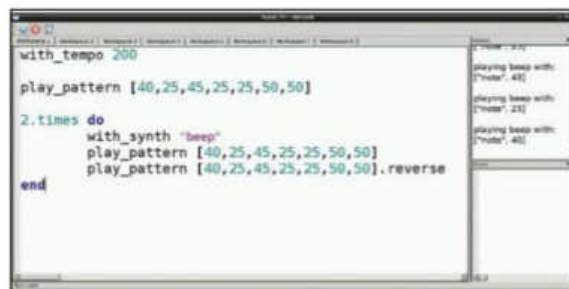 with_tempo 200
play_pattern [40,25,45,25,25,50,50]
2.times do
with_synth "beep"
play_pattern [40,25,45,25,25,50,50]
play_pattern [40,25,45,25,25,50,50].reverse
end
playing beep with:
["note", 45]
playing beep with:
["note", 25]
playing beep with:
["note", 40]